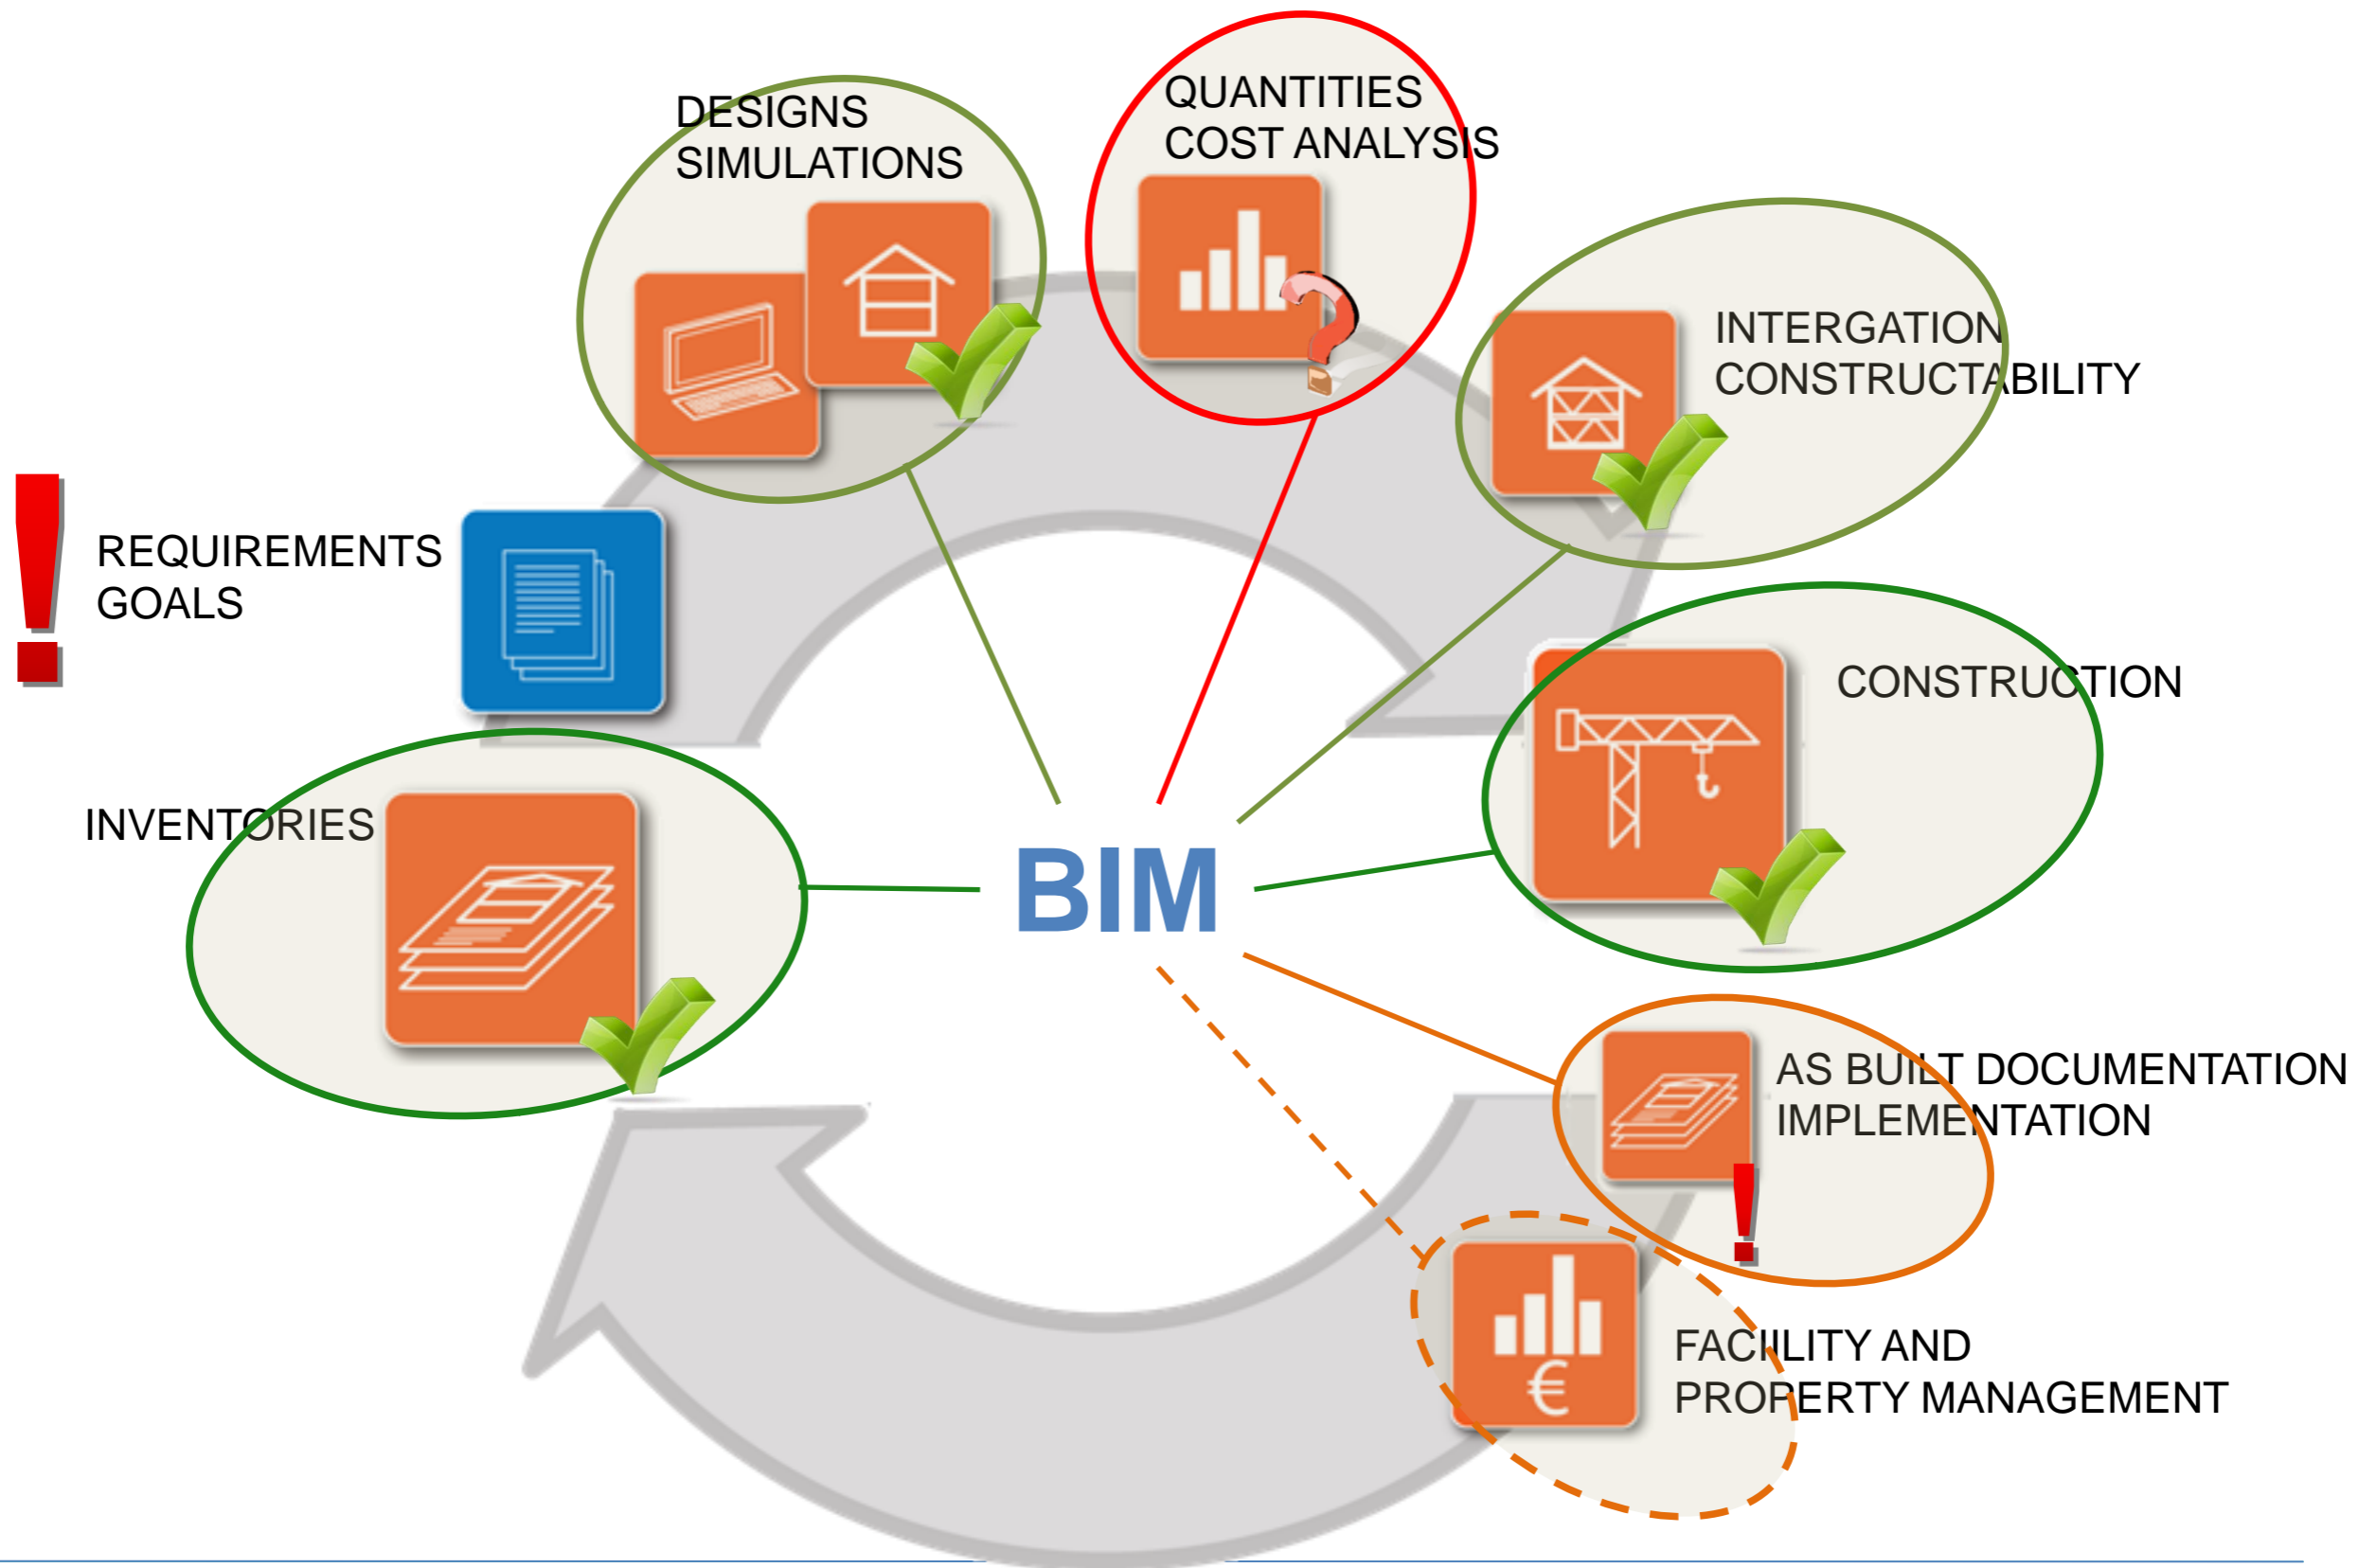 DESIGNS
SIMULATIONS
QUANTITIES
COST ANALYSIS
INTERGATION
CONSTRUCTABILITY
REQUIREMENTS
GOALS
CONSTRUCTION
INVENTORIES
BIM
AS BUILT DOCUMENTATION
IMPLEMENTATION
€
FACIILITY AND
PROPERTY MANAGEMENT